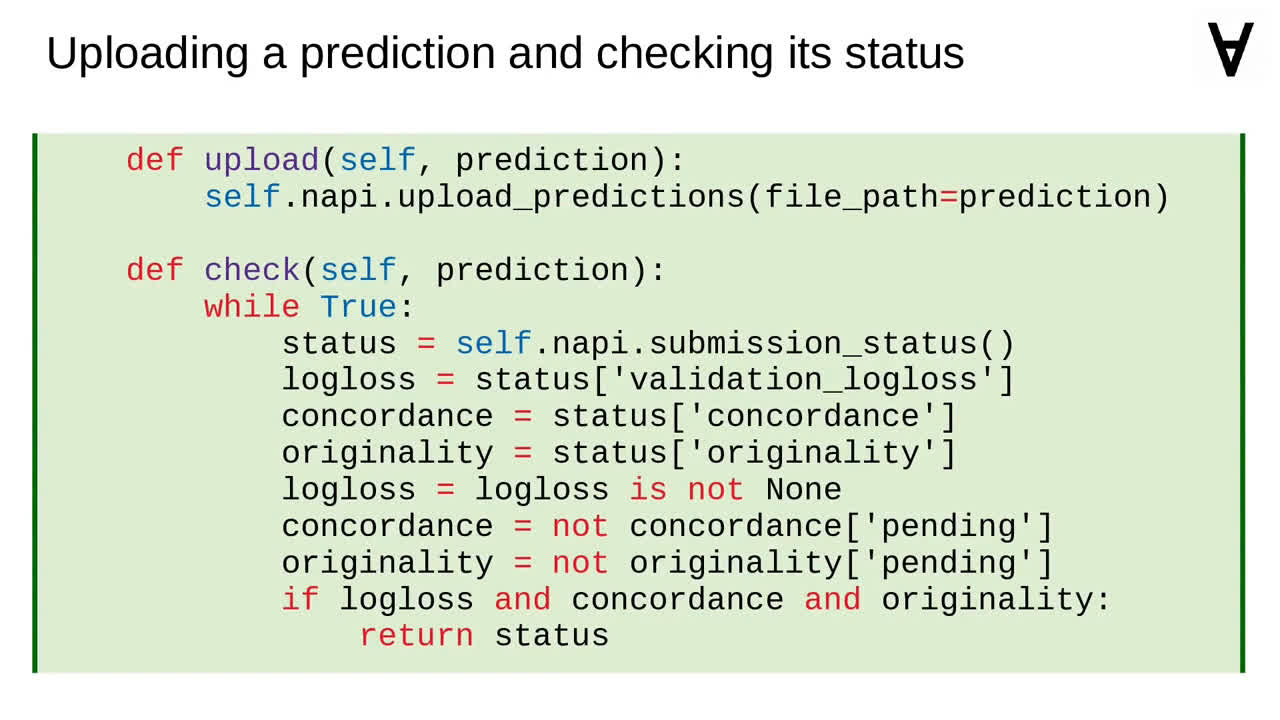 Uploading a prediction and checking its status
∀
def upload(self, prediction):
    self.napi.upload_predictions(file_path=prediction)
def check(self, prediction):
    while True:
        status = self.napi.submission_status()
        logloss = status['validation_logloss']
        concordance = status['concordance']
        originality = status['originality']
        logloss = logloss is not None
        concordance = not concordance['pending']
        originality = not originality['pending']
        if logloss and concordance and originality:
            return status